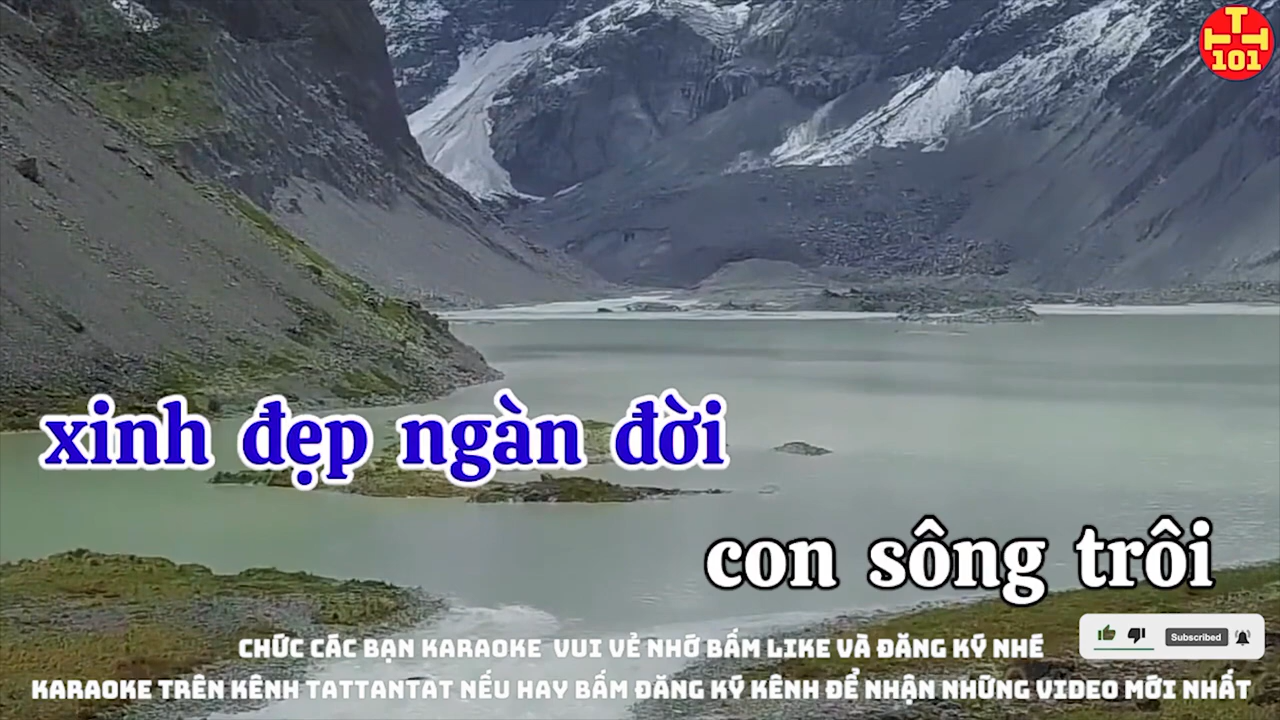 T
T T
101
xinh đẹp ngàn đời
con sông trôi
Subscribed
CHỨC CÁC BẠN KARAOKE VUI VẺ NHỚ BẤM LIKE VÀ ĐĂNG KÝ NHÉ
KARAOKE TRÊN KÊNH TATTANTAT NẾU HAY BẤM ĐĂNG KÝ KÊNH ĐỂ NHẬN NHỮNG VIDEO MỚI NHẤT